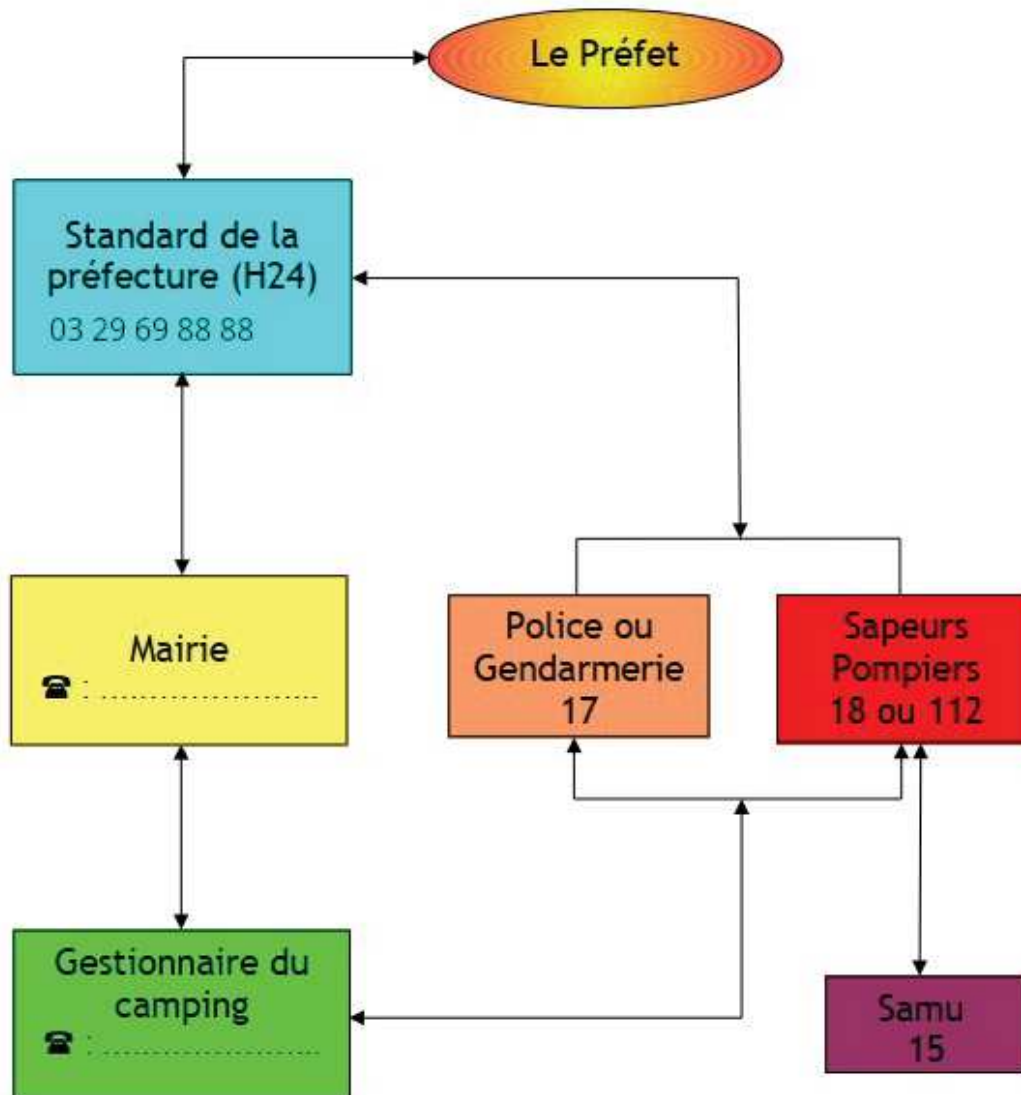 Le Préfet
Standard de la
préfecture (H24)
03 29 69 88 88
Mairie
☎ : ......................
Police ou
Gendarmerie
17
Sapeurs
Pompiers
18 ou 112
Gestionnaire du
camping
☎ : ......................
Samu
15